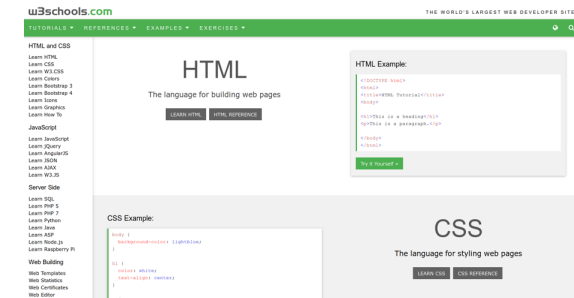 w3schools.com
THE WORLD'S LARGEST WEB DEVELOPER SITE
TUTORIALS REFERENCES EXAMPLES EXERCISES
HTML and CSS
Learn HTML
Learn CSS
Learn W3.CSS
Learn Colors
Learn Bootstrap 3
Learn Bootstrap 4
Learn Icons
Learn Graphics
Learn How To
JavaScript
Learn JavaScript
Learn jQuery
Learn AngularJS
Learn JSON
Learn AJAX
Learn W3.JS
Server Side
Learn SQL
Learn PHP 5
Learn PHP 7
Learn Python
Learn Java
Learn ASP
Learn Node.js
Learn Raspberry Pi
Web Building
Web Templates
Web Statistics
Web Certificates
Web Editor
HTML
The language for building web pages
LEARN HTML HTML REFERENCE
HTML Example:
<!DOCTYPE html>
<html>
<title>HTML Tutorial</title>
<body>
<h1>This is a heading</h1>
<p>This is a paragraph.</p>
</body>
</html>
Try it Yourself »
CSS Example:
body {
background-color: lightblue;
}
h1 {
color: white;
text-align: center;
CSS
The language for styling web pages
LEARN CSS CSS REFERENCE